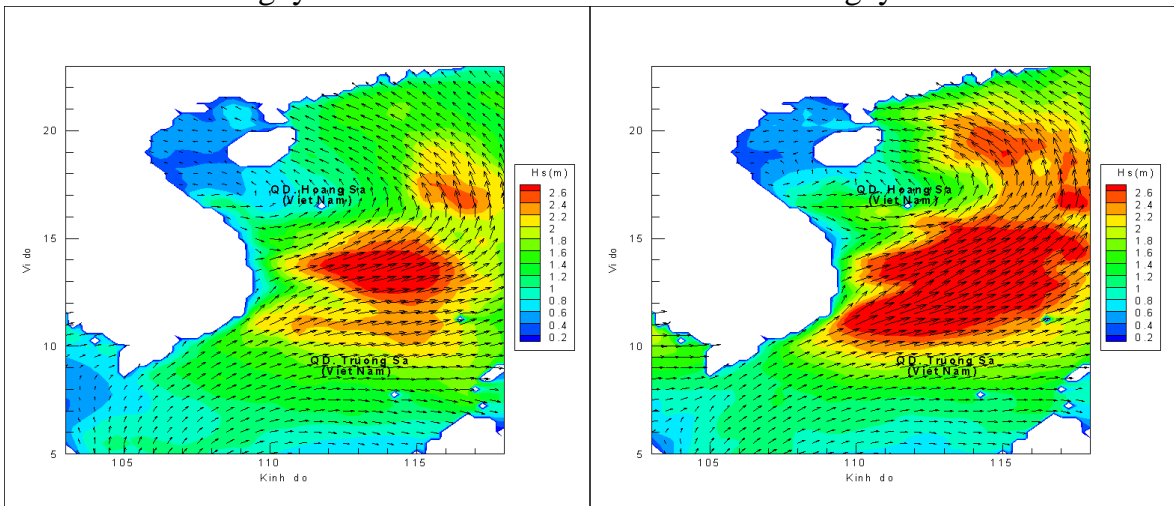 20
15
10
5
Vi do
105
110
115
Kinh do
QD. Hoang Sa
(Viet Nam)
QD. Truong Sa
(Viet Nam)
Hs(m)
2.6
2.4
2.2
2
1.8
1.6
1.4
1.2
1
0.8
0.6
0.4
0.2
20
15
10
5
Vi do
105
110
115
Kinh do
QD. Hoang Sa
(Viet Nam)
QD. Truong Sa
(Viet Nam)
Hs(m)
2.6
2.4
2.2
2
1.8
1.6
1.4
1.2
1
0.8
0.6
0.4
0.2